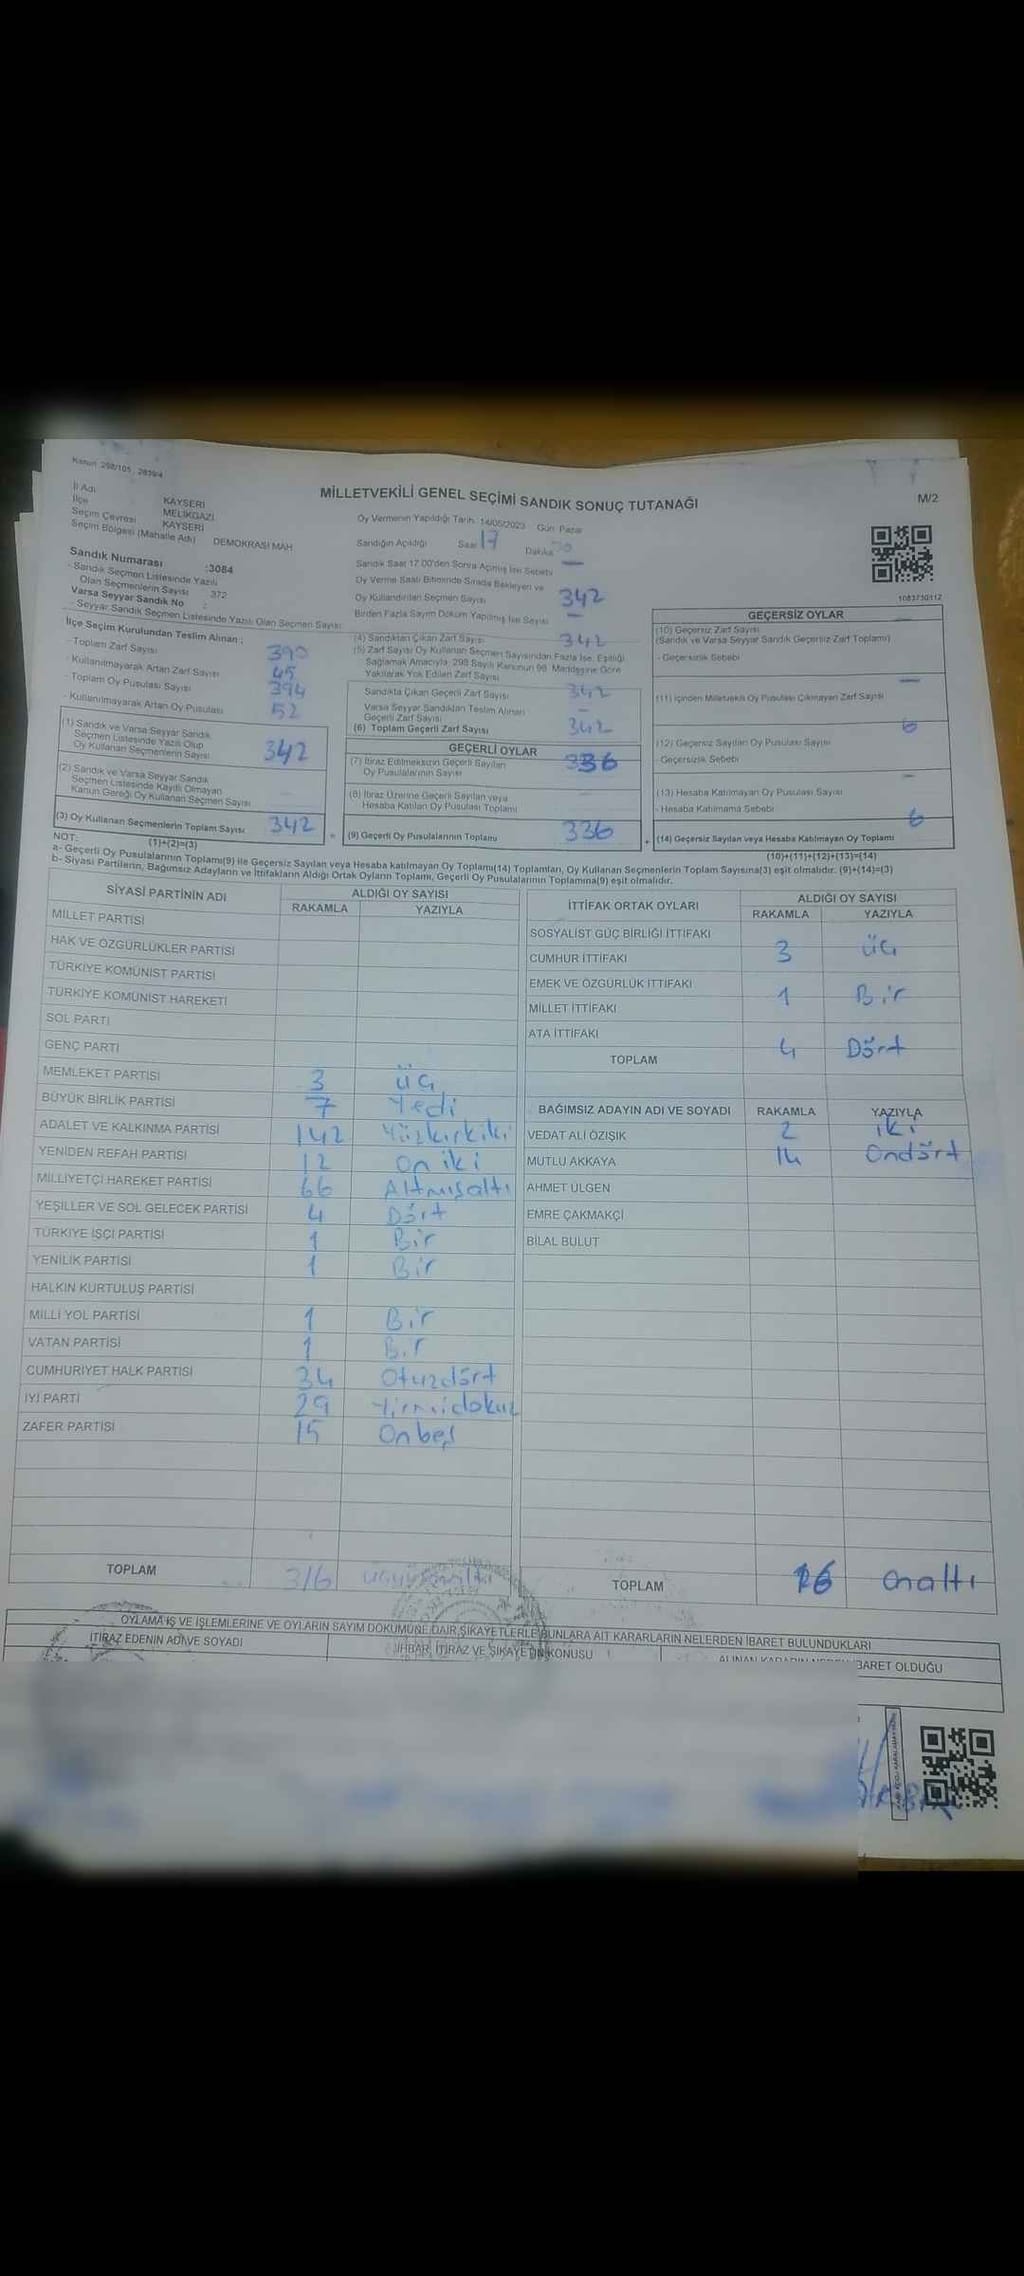 Kanun: 298/105, 2839/4
MİLLETVEKİLİ GENEL SEÇİMİ SANDIK SONUÇ TUTANAĞI
M/2
İl Adı KAYSERİ
İlçe MELİKGAZİ
Seçim Çevresi KAYSERİ
Seçim Bölgesi (Mahalle Adı) DEMOKRASİ MAH
Sandık Numarası :3084
- Sandık Seçmen Listesinde Yazılı
Olan Seçmenlerin Sayısı 372
Varsa Seyyar Sandık No :
- Seyyar Sandık Seçmen Listesinde Yazılı Olan Seçmen Sayısı
Oy Vermenin Yapıldığı Tarih: 14/05/2023 Gün: Pazar
Sandığın Açıldığı Saat 17 Dakika
Sandık Saat 17.00'den Sonra Açılmış İse Sebebi —
Oy Verme Saati Bitiminde Sırada Bekleyen ve
Oy Kullandırılan Seçmen Sayısı 342
Birden Fazla Sayım Döküm Yapılmış İse Sayısı —
1083730112
İlçe Seçim Kurulundan Teslim Alınan :
- Toplam Zarf Sayısı 390
- Kullanılmayarak Artan Zarf Sayısı 45
- Toplam Oy Pusulası Sayısı 394
- Kullanılmayarak Artan Oy Pusulası 52
(1) Sandık ve Varsa Seyyar Sandık
Seçmen Listesinde Yazılı Olup
Oy Kullanan Seçmenlerin Sayısı 342
(2) Sandık ve Varsa Seyyar Sandık
Seçmen Listesinde Kayıtlı Olmayan
Kanun Gereği Oy Kullanan Seçmen Sayısı
(3) Oy Kullanan Seçmenlerin Toplam Sayısı 342
(1)+(2)=(3)
(4) Sandıktan Çıkan Zarf Sayısı 342
(5) Zarf Sayısı Oy Kullanan Seçmen Sayısından Fazla İse, Eşitliği
Sağlamak Amacıyla, 298 Sayılı Kanunun 98. Maddesine Göre
Yakılarak Yok Edilen Zarf Sayısı
Sandıkta Çıkan Geçerli Zarf Sayısı 342
Varsa Seyyar Sandıktan Teslim Alınan
Geçerli Zarf Sayısı —
(6) Toplam Geçerli Zarf Sayısı 342
GEÇERLİ OYLAR
(7) İtiraz Edilmeksizin Geçerli Sayılan
Oy Pusulalarının Sayısı 336
(8) İtiraz Üzerine Geçerli Sayılan veya
Hesaba Katılan Oy Pusulası Toplamı
= (9) Geçerli Oy Pusulalarının Toplamı 336
GEÇERSİZ OYLAR
(10) Geçersiz Zarf Sayısı
(Sandık ve Varsa Seyyar Sandık Geçersiz Zarf Toplamı)
- Geçersizlik Sebebi
—
(11) İçinden Milletvekili Oy Pusulası Çıkmayan Zarf Sayısı
6
(12) Geçersiz Sayılan Oy Pusulası Sayısı
- Geçersizlik Sebebi
—
(13) Hesaba Katılmayan Oy Pusulası Sayısı
- Hesaba Katılmama Sebebi
6
+ (14) Geçersiz Sayılan veya Hesaba Katılmayan Oy Toplamı
(10)+(11)+(12)+(13)=(14)
NOT:
a- Geçerli Oy Pusulalarının Toplamı(9) ile Geçersiz Sayılan veya Hesaba katılmayan Oy Toplamı(14) Toplamları, Oy Kullanan Seçmenlerin Toplam Sayısına(3) eşit olmalıdır. (9)+(14)=(3)
b- Siyasi Partilerin, Bağımsız Adayların ve İttifakların Aldığı Ortak Oyların Toplamı, Geçerli Oy Pusulalarının Toplamına(9) eşit olmalıdır.
SİYASİ PARTİNİN ADI ALDIĞI OY SAYISI
RAKAMLA YAZIYLA
MİLLET PARTİSİ
HAK VE ÖZGÜRLÜKLER PARTİSİ
TÜRKİYE KOMÜNİST PARTİSİ
TÜRKİYE KOMÜNİST HAREKETİ
SOL PARTİ
GENÇ PARTİ
MEMLEKET PARTİSİ 3 üç
BÜYÜK BİRLİK PARTİSİ 7 Yedi
ADALET VE KALKINMA PARTİSİ 142 Yüzkırkiki
YENİDEN REFAH PARTİSİ 12 on iki
MİLLİYETÇİ HAREKET PARTİSİ 66 Altmışaltı
YEŞİLLER VE SOL GELECEK PARTİSİ 4 Dört
TÜRKİYE İŞÇİ PARTİSİ 1 Bir
YENİLİK PARTİSİ 1 Bir
HALKIN KURTULUŞ PARTİSİ
MİLLİ YOL PARTİSİ 1 Bir
VATAN PARTİSİ 1 Bir
CUMHURİYET HALK PARTİSİ 34 Otuzdört
İYİ PARTİ 29 Yirmidokuz
ZAFER PARTİSİ 15 Onbeş
TOPLAM 316
İTTİFAK ORTAK OYLARI ALDIĞI OY SAYISI
RAKAMLA YAZIYLA
SOSYALİST GÜÇ BİRLİĞİ İTTİFAKI
CUMHUR İTTİFAKI 3 üç
EMEK VE ÖZGÜRLÜK İTTİFAKI
MİLLET İTTİFAKI 1 Bir
ATA İTTİFAKI
TOPLAM 4 Dört
BAĞIMSIZ ADAYIN ADI VE SOYADI RAKAMLA YAZIYLA
VEDAT ALİ ÖZIŞIK 2 iki
MUTLU AKKAYA 14 Ondört
AHMET ÜLGEN
EMRE ÇAKMAKÇİ
BİLAL BULUT
TOPLAM 16 onaltı
OYLAMA İŞ VE İŞLEMLERİNE VE OYLARIN SAYIM DÖKÜMÜNE DAİR ŞİKAYETLERLE BUNLARA AİT KARARLARIN NELERDEN İBARET BULUNDUKLARI
İTİRAZ EDENİN ADI VE SOYADI İHBAR, İTİRAZ VE ŞİKAYETİN KONUSU BARET OLDUĞU